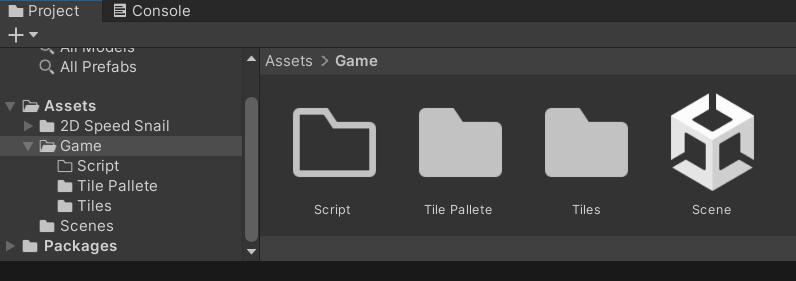 Project
Console
All Models
All Prefabs
Assets
2D Speed Snail
Game
Script
Tile Pallete
Tiles
Scenes
Packages
Assets > Game
Script
Tile Pallete
Tiles
Scene